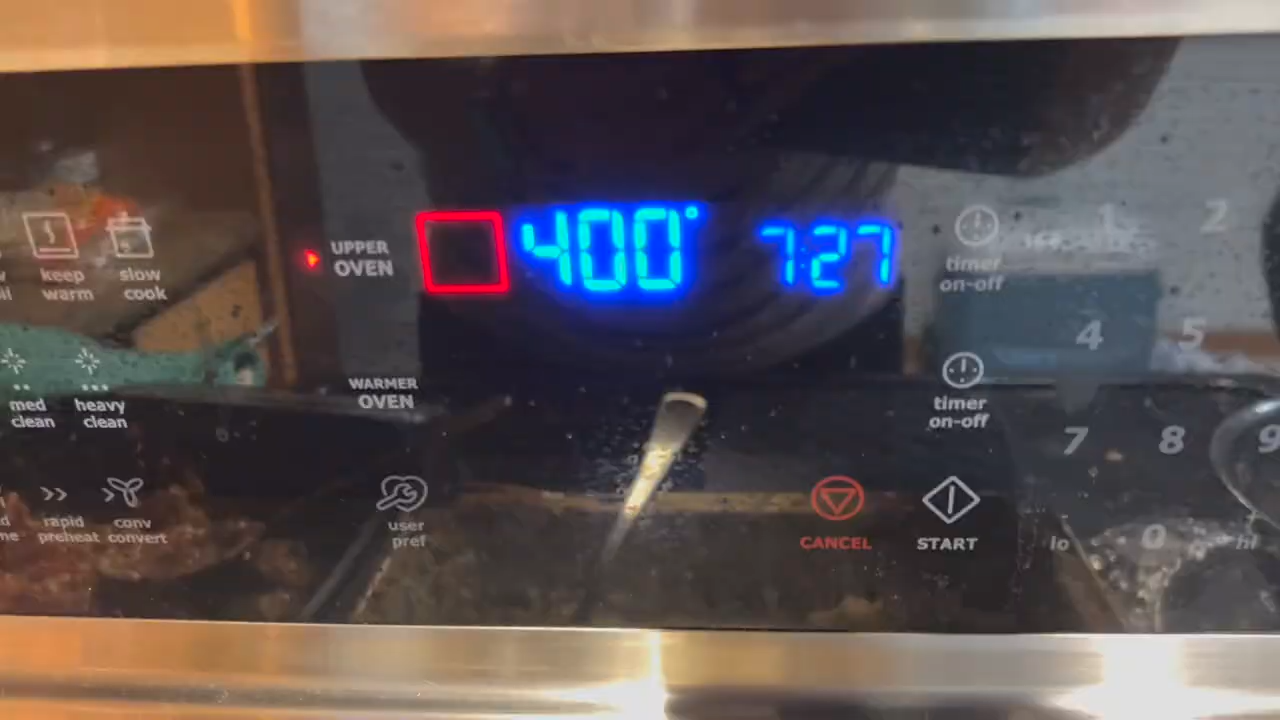 UPPER
OVEN
400°
7:27
timer
on-off
1
2
keep
warm
slow
cook
4
5
WARMER
OVEN
timer
on-off
med
clean
heavy
clean
7
8
9
rapid
preheat
conv
convert
user
pref
CANCEL
START
lo
0
hi